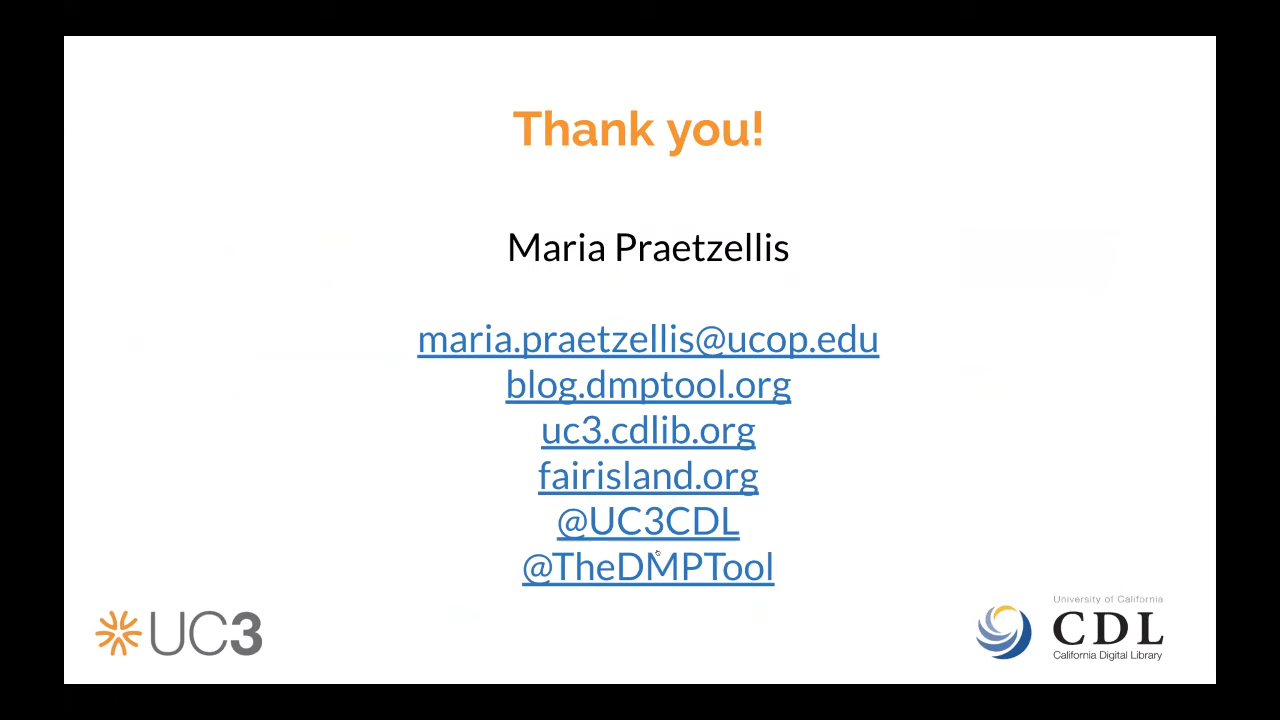 Thank you!
Maria Praetzellis
maria.praetzellis@ucop.edu
blog.dmptool.org
uc3.cdlib.org
fairisland.org
@UC3CDL
@TheDMPTool
UC3
University of California
CDL
California Digital Library